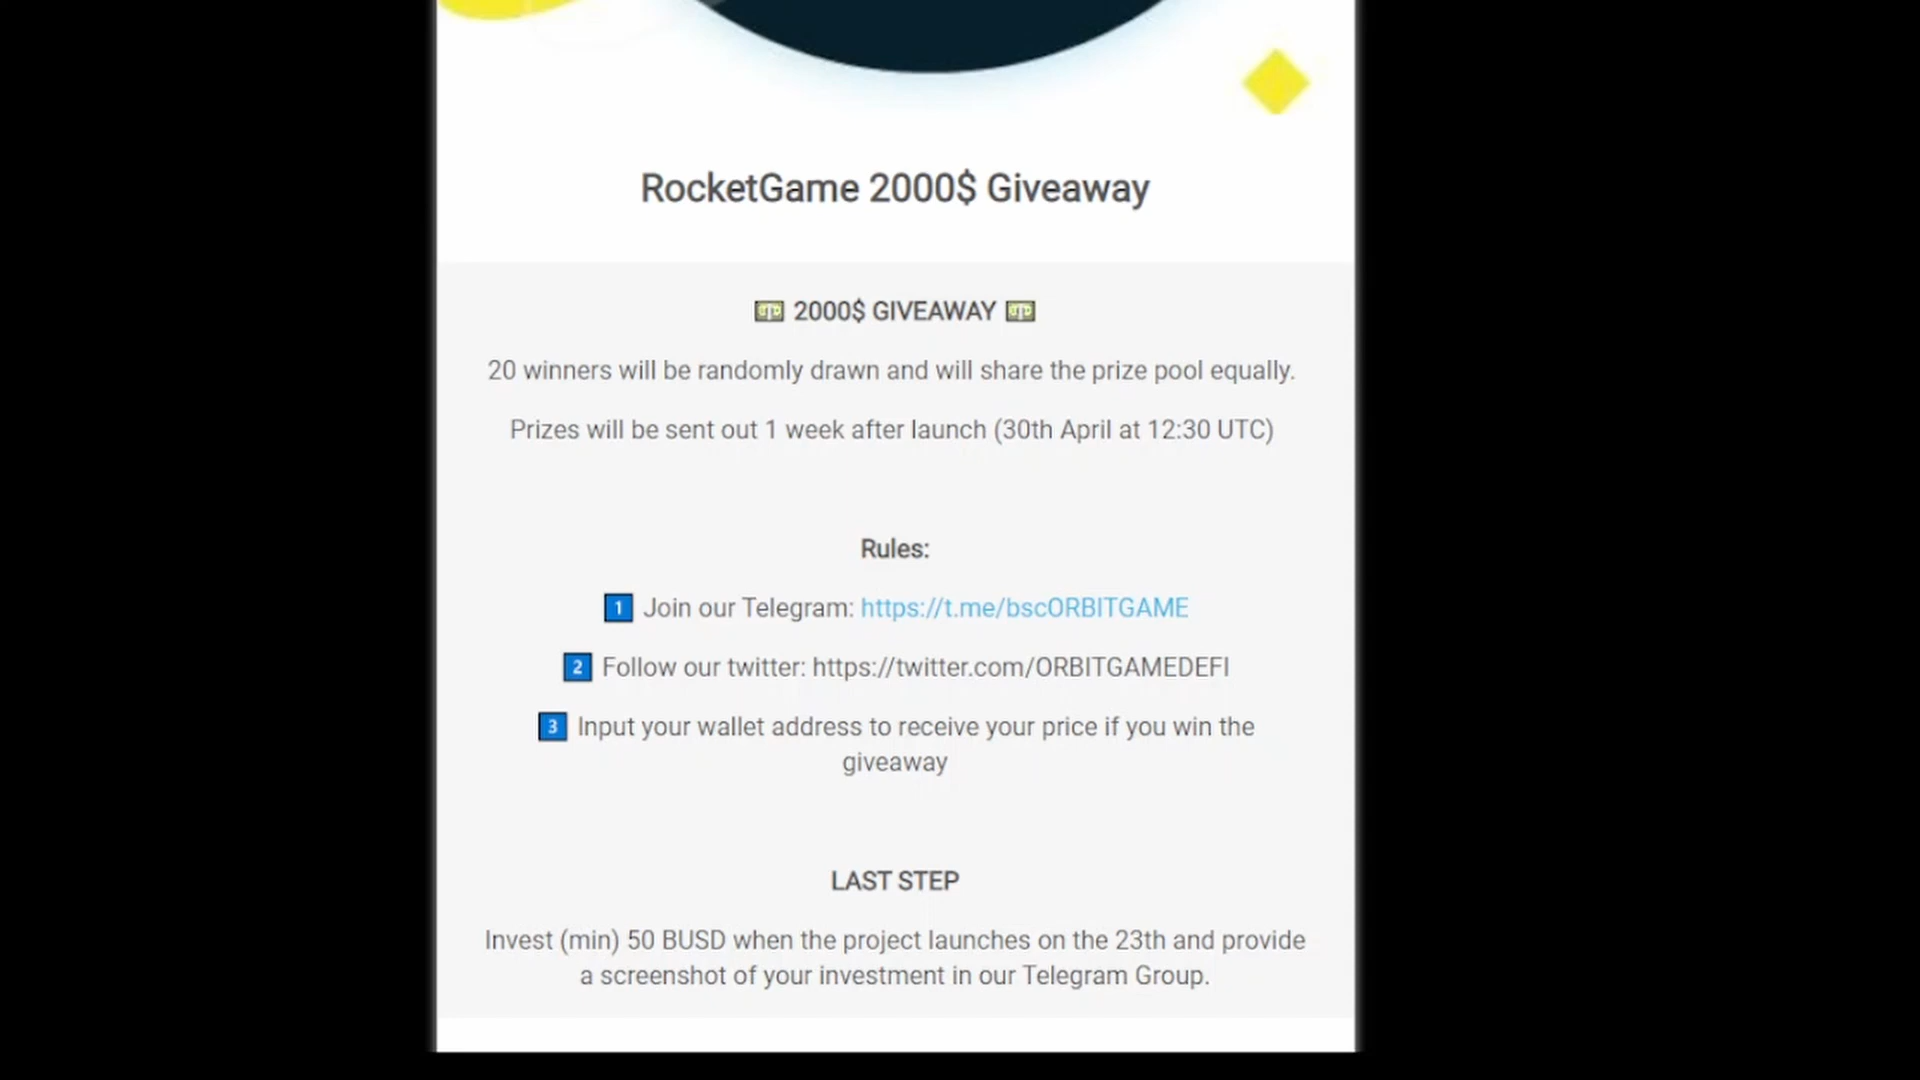 RocketGame 2000$ Giveaway
💵 2000$ GIVEAWAY 💵
20 winners will be randomly drawn and will share the prize pool equally.
Prizes will be sent out 1 week after launch (30th April at 12:30 UTC)
Rules:
1 Join our Telegram: https://t.me/bscORBITGAME
2 Follow our twitter: https://twitter.com/ORBITGAMEDEFI
3 Input your wallet address to receive your price if you win the
giveaway
LAST STEP
Invest (min) 50 BUSD when the project launches on the 23th and provide
a screenshot of your investment in our Telegram Group.